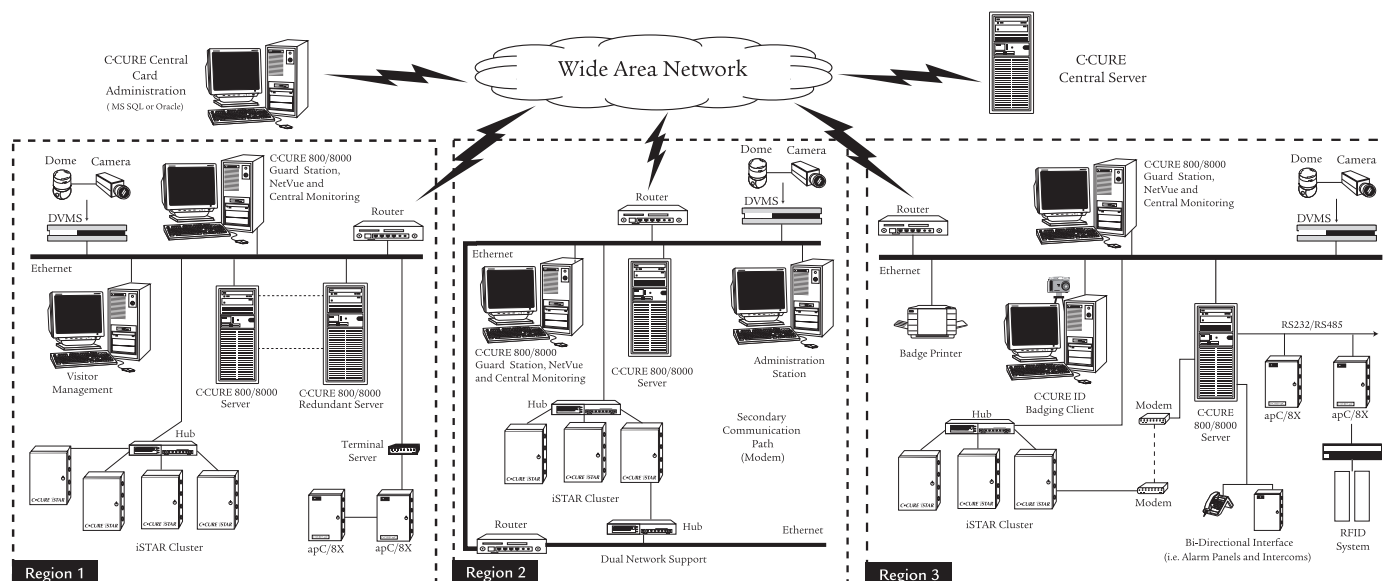 C•CURE Central
Card
Administration
( MS SQL or Oracle)
Wide Area Network
C•CURE
Central Server
Dome
Camera
DVMS
C•CURE 800/8000
Guard Station,
NetVue and
Central Monitoring
Router
Ethernet
Visitor
Management
C•CURE 800/8000
Server
C•CURE 800/8000
Redundant Server
Hub
Terminal
Server
C•CURE iSTAR
C•CURE iSTAR
C•CURE iSTAR
C•CURE iSTAR
iSTAR Cluster
apC/8X
apC/8X
Region 1
Router
Dome
Camera
DVMS
Ethernet
C•CURE 800/8000
Guard Station, NetVue
and Central Monitoring
C•CURE 800/8000
Server
Administration
Station
Hub
C•CURE iSTAR
C•CURE iSTAR
C•CURE iSTAR
iSTAR Cluster
Secondary
Communication
Path
(Modem)
Router
Hub
Ethernet
Dual Network Support
Region 2
Router
C•CURE 800/8000
Guard Station,
NetVue and
Central Monitoring
Dome
Camera
DVMS
Ethernet
Badge Printer
C•CURE ID
Badging Client
RS232/RS485
apC/8X
apC/8X
Modem
C•CURE
800/8000
Server
Hub
C•CURE iSTAR
C•CURE iSTAR
C•CURE iSTAR
iSTAR Cluster
Modem
Bi-Directional Interface
(i.e. Alarm Panels and Intercoms)
RFID
System
Region 3